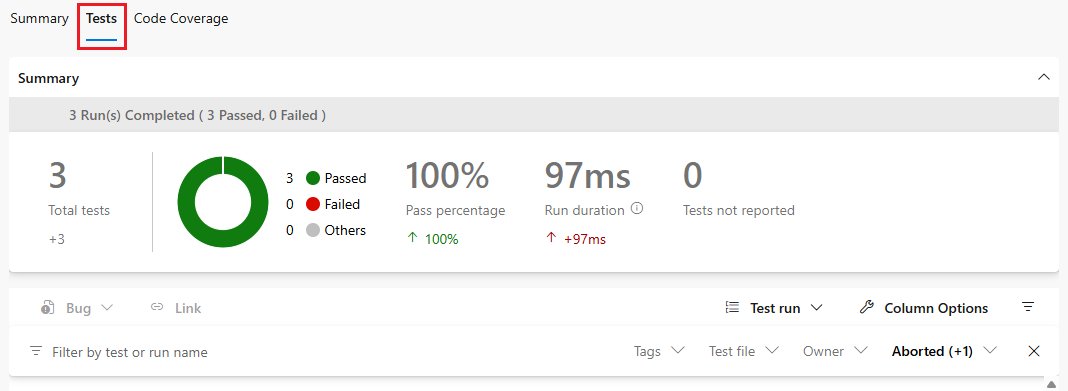 Summary Tests Code Coverage
Summary
3 Run(s) Completed ( 3 Passed, 0 Failed )
3
Total tests
+3
3 Passed
0 Failed
0 Others
100%
Pass percentage
100%
97ms
Run duration
+97ms
0
Tests not reported
Bug Link Test run Column Options
Filter by test or run name Tags Test file Owner Aborted (+1)